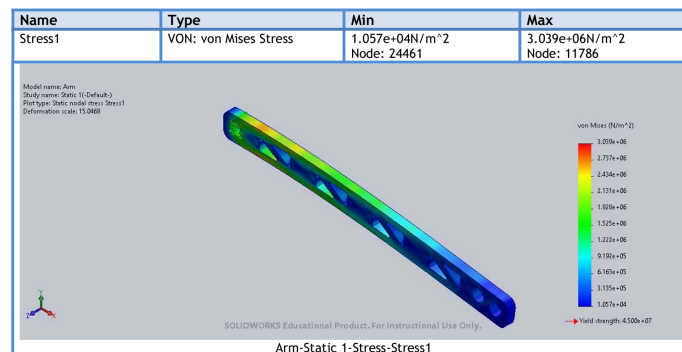 Name Type Min Max
Stress1 VON: von Mises Stress 1.057e+04N/m^2 3.039e+06N/m^2
Node: 24461 Node: 11786
Model name: Arm
Study name: Static 1(-Default-)
Plot type: Static nodal stress Stress1
Deformation scale: 15.0468
von Mises (N/m^2)
3.039e+06
2.737e+06
2.434e+06
2.131e+06
1.828e+06
1.525e+06
1.222e+06
9.192e+05
6.163e+05
3.135e+05
1.057e+04
Yield strength: 4.500e+07
Y
Z X
SOLIDWORKS Educational Product. For Instructional Use Only.
Arm-Static 1-Stress-Stress1